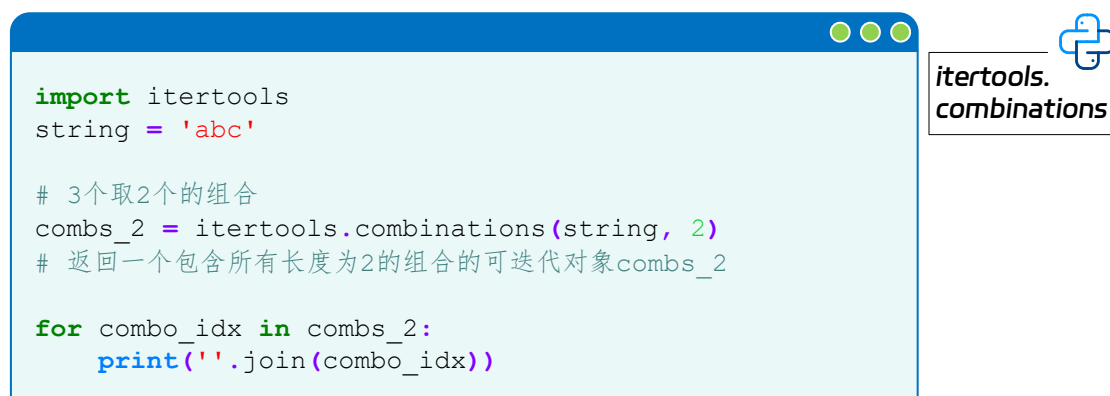 import itertools
string = 'abc'
# 3个取2个的组合
combs_2 = itertools.combinations(string, 2)
# 返回一个包含所有长度为2的组合的可迭代对象combs_2
for combo_idx in combs_2:
    print(''.join(combo_idx))
itertools.
combinations